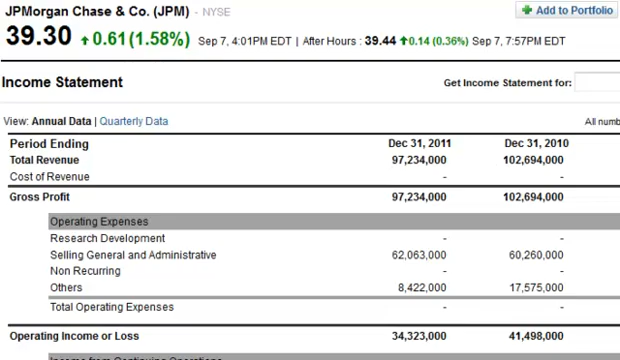 JPMorgan Chase & Co. (JPM) - NYSE
Add to Portfolio
39.30 0.61 (1.58%) Sep 7, 4:01PM EDT | After Hours : 39.44 0.14 (0.36%) Sep 7, 7:57PM EDT
Income Statement Get Income Statement for:
View: Annual Data | Quarterly Data All
Period Ending Dec 31, 2011 Dec 31, 2010
Total Revenue 97,234,000 102,694,000
Cost of Revenue - -
Gross Profit 97,234,000 102,694,000
Operating Expenses
Research Development - -
Selling General and Administrative 62,063,000 60,260,000
Non Recurring - -
Others 8,422,000 17,575,000
Total Operating Expenses - -
Operating Income or Loss 34,323,000 41,498,000